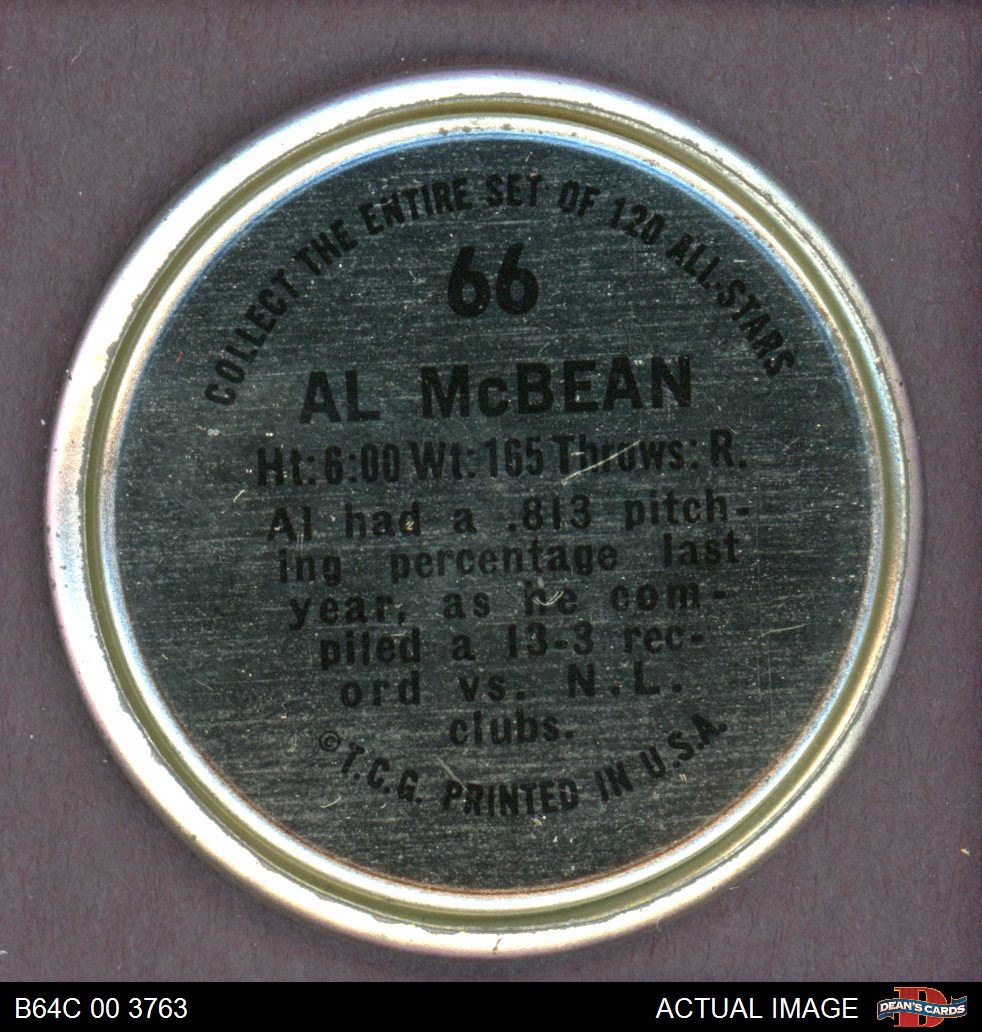 COLLECT THE ENTIRE SET OF 120 ALL-STARS
66
AL McBEAN
Ht.:6:00 Wt.:165 Throws: R.
Al had a .813 pitch-
ing percentage last
year, as he com-
piled a 13-3 rec-
ord vs. N.L.
clubs.
© T.C.G. PRINTED IN U.S.A.
B64C 00 3763
ACTUAL IMAGE
DEAN'S CARDS